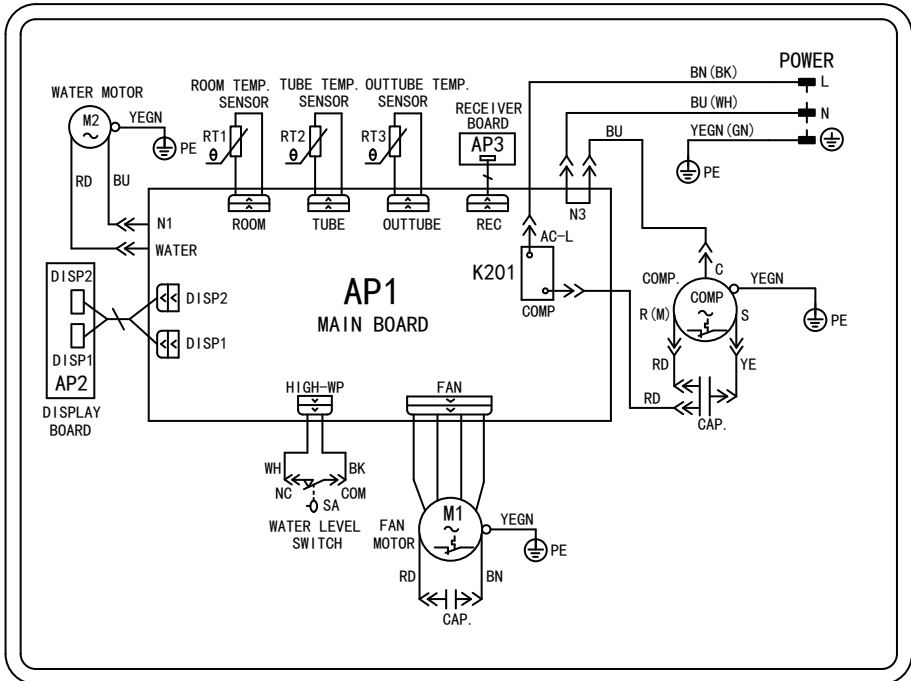 POWER
BN(BK)
L
BU(WH)
N
BU
YEGN(GN)
PE
ROOM TEMP.
SENSOR
TUBE TEMP.
SENSOR
OUTTUBE TEMP.
SENSOR
RECEIVER
BOARD
AP3
WATER MOTOR
M2
~
YEGN
PE
RT1
θ
RT2
θ
RT3
θ
RD
BU
ROOM
TUBE
OUTTUBE
REC
N3
N1
WATER
AC-L
K201
COMP
AP1
MAIN BOARD
DISP2
DISP1
AP2
DISPLAY
BOARD
DISP2
DISP1
C
COMP.
COMP
~
YEGN
PE
R(M)
S
RD
YE
RD
CAP.
HIGH-WP
FAN
WH
BK
NC
COM
SA
WATER LEVEL
SWITCH
FAN
MOTOR
M1
~
YEGN
PE
RD
BN
CAP.